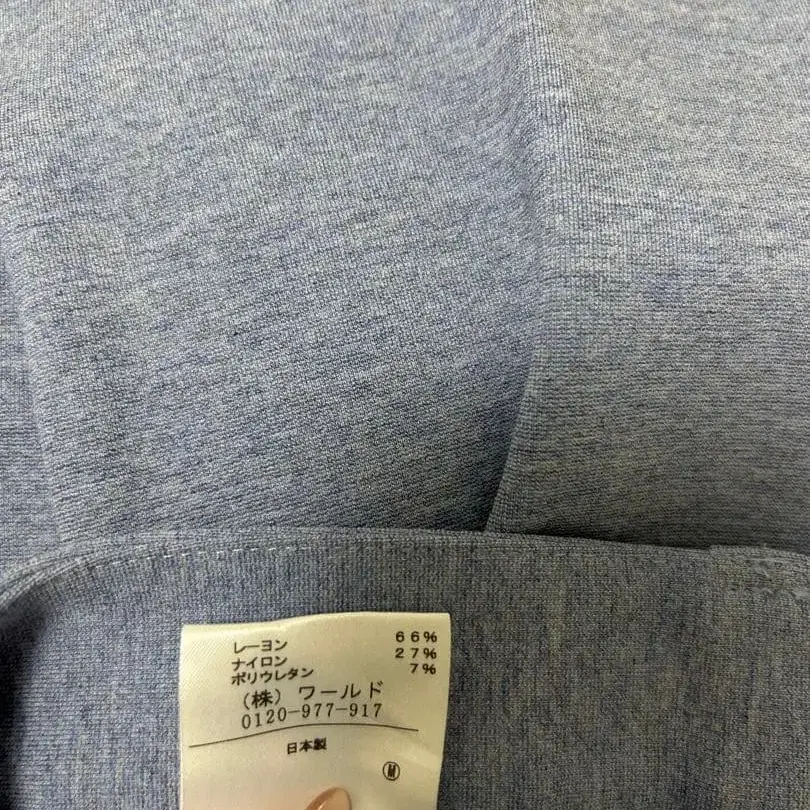 レーヨン 66%
ナイロン 27%
ポリウレタン 7%
(株) ワールド
0120-977-917
日本製
Ⓜ